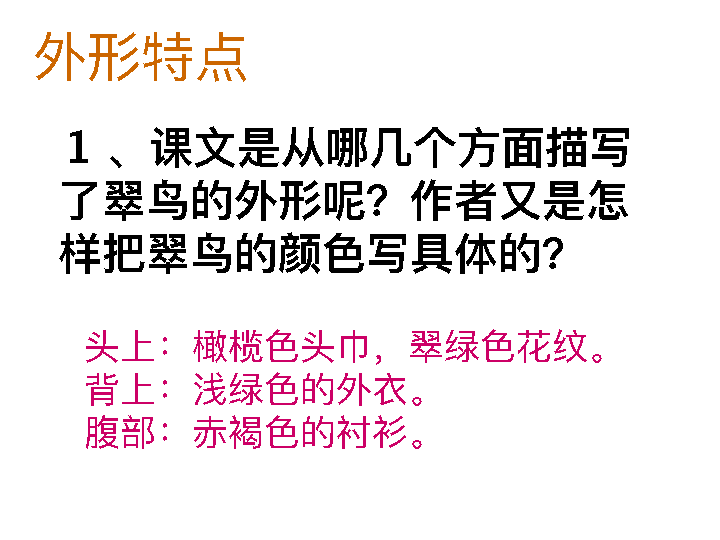 外形特点
１、课文是从哪几个方面描写
了翠鸟的外形呢？作者又是怎
样把翠鸟的颜色写具体的？
头上：橄榄色头巾，翠绿色花纹。
背上：浅绿色的外衣。
腹部：赤褐色的衬衫。